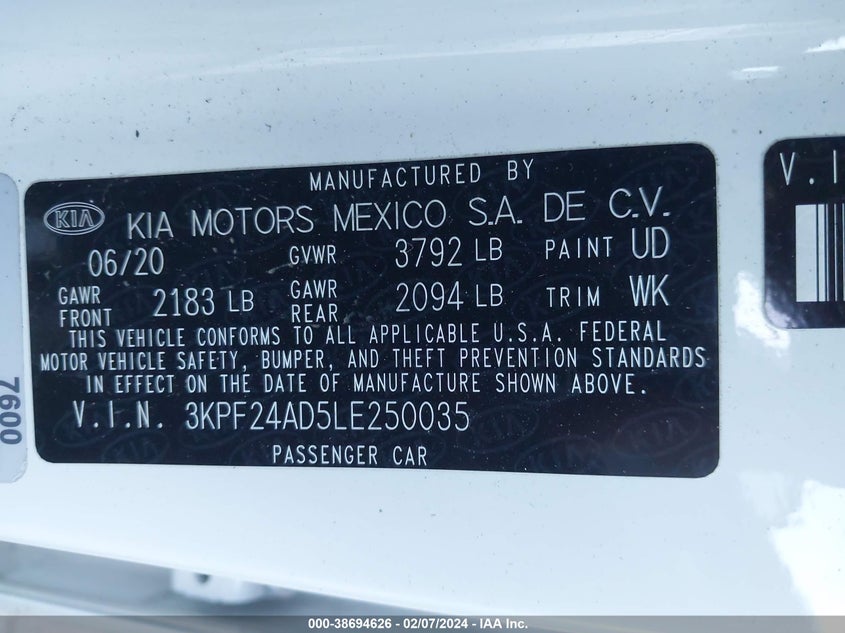 MANUFACTURED BY
KIA KIA MOTORS MEXICO S.A. DE C.V.
06/20 GVWR 3792 LB PAINT UD
GAWR FRONT 2183 LB GAWR REAR 2094 LB TRIM WK
THIS VEHICLE CONFORMS TO ALL APPLICABLE U.S.A. FEDERAL
MOTOR VEHICLE SAFETY, BUMPER, AND THEFT PREVENTION STANDARDS
IN EFFECT ON THE DATE OF MANUFACTURE SHOWN ABOVE.
V.I.N. 3KPF24AD5LE250035
PASSENGER CAR
V.I
7600
000-38694626 - 02/07/2024 - IAA Inc.